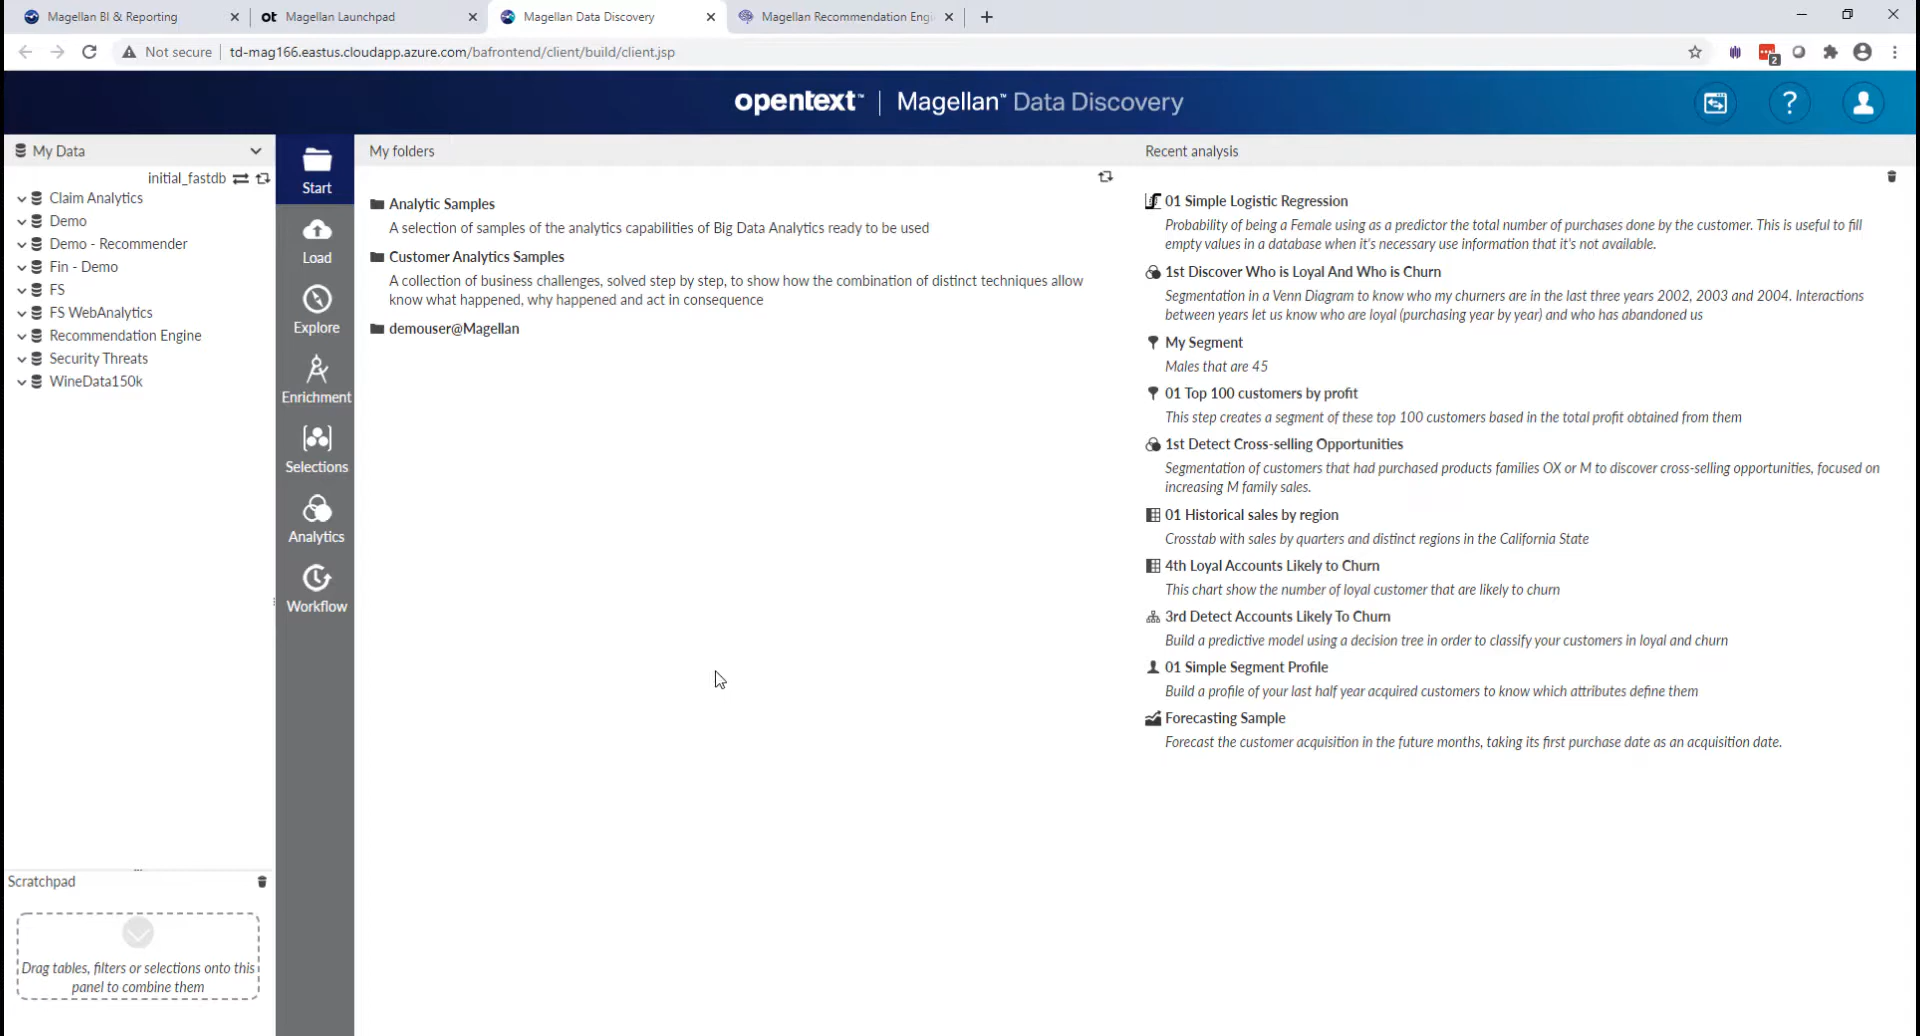 Magellan BI & Reporting
Magellan Launchpad
Magellan Data Discovery
Magellan Recommendation Engi
Not secure
td-mag166.eastus.cloudapp.azure.com/bafrontend/client/build/client.jsp
2
opentext™ | Magellan™ Data Discovery
?
My Data
initial_fastdb
Claim Analytics
Demo
Demo - Recommender
Fin - Demo
FS
FS WebAnalytics
Recommendation Engine
Security Threats
WineData150k
Scratchpad
Drag tables, filters or selections onto this
panel to combine them
Start
Load
Explore
Enrichment
Selections
Analytics
Workflow
My folders
Analytic Samples
A selection of samples of the analytics capabilities of Big Data Analytics ready to be used
Customer Analytics Samples
A collection of business challenges, solved step by step, to show how the combination of distinct techniques allow
know what happened, why happened and act in consequence
demouser@Magellan
Recent analysis
01 Simple Logistic Regression
Probability of being a Female using as a predictor the total number of purchases done by the customer. This is useful to fill
empty values in a database when it's necessary use information that it's not available.
1st Discover Who is Loyal And Who is Churn
Segmentation in a Venn Diagram to know who my churners are in the last three years 2002, 2003 and 2004. Interactions
between years let us know who are loyal (purchasing year by year) and who has abandoned us
My Segment
Males that are 45
01 Top 100 customers by profit
This step creates a segment of these top 100 customers based in the total profit obtained from them
1st Detect Cross-selling Opportunities
Segmentation of customers that had purchased products families OX or M to discover cross-selling opportunities, focused on
increasing M family sales.
01 Historical sales by region
Crosstab with sales by quarters and distinct regions in the California State
4th Loyal Accounts Likely to Churn
This chart show the number of loyal customer that are likely to churn
3rd Detect Accounts Likely To Churn
Build a predictive model using a decision tree in order to classify your customers in loyal and churn
01 Simple Segment Profile
Build a profile of your last half year acquired customers to know which attributes define them
Forecasting Sample
Forecast the customer acquisition in the future months, taking its first purchase date as an acquisition date.